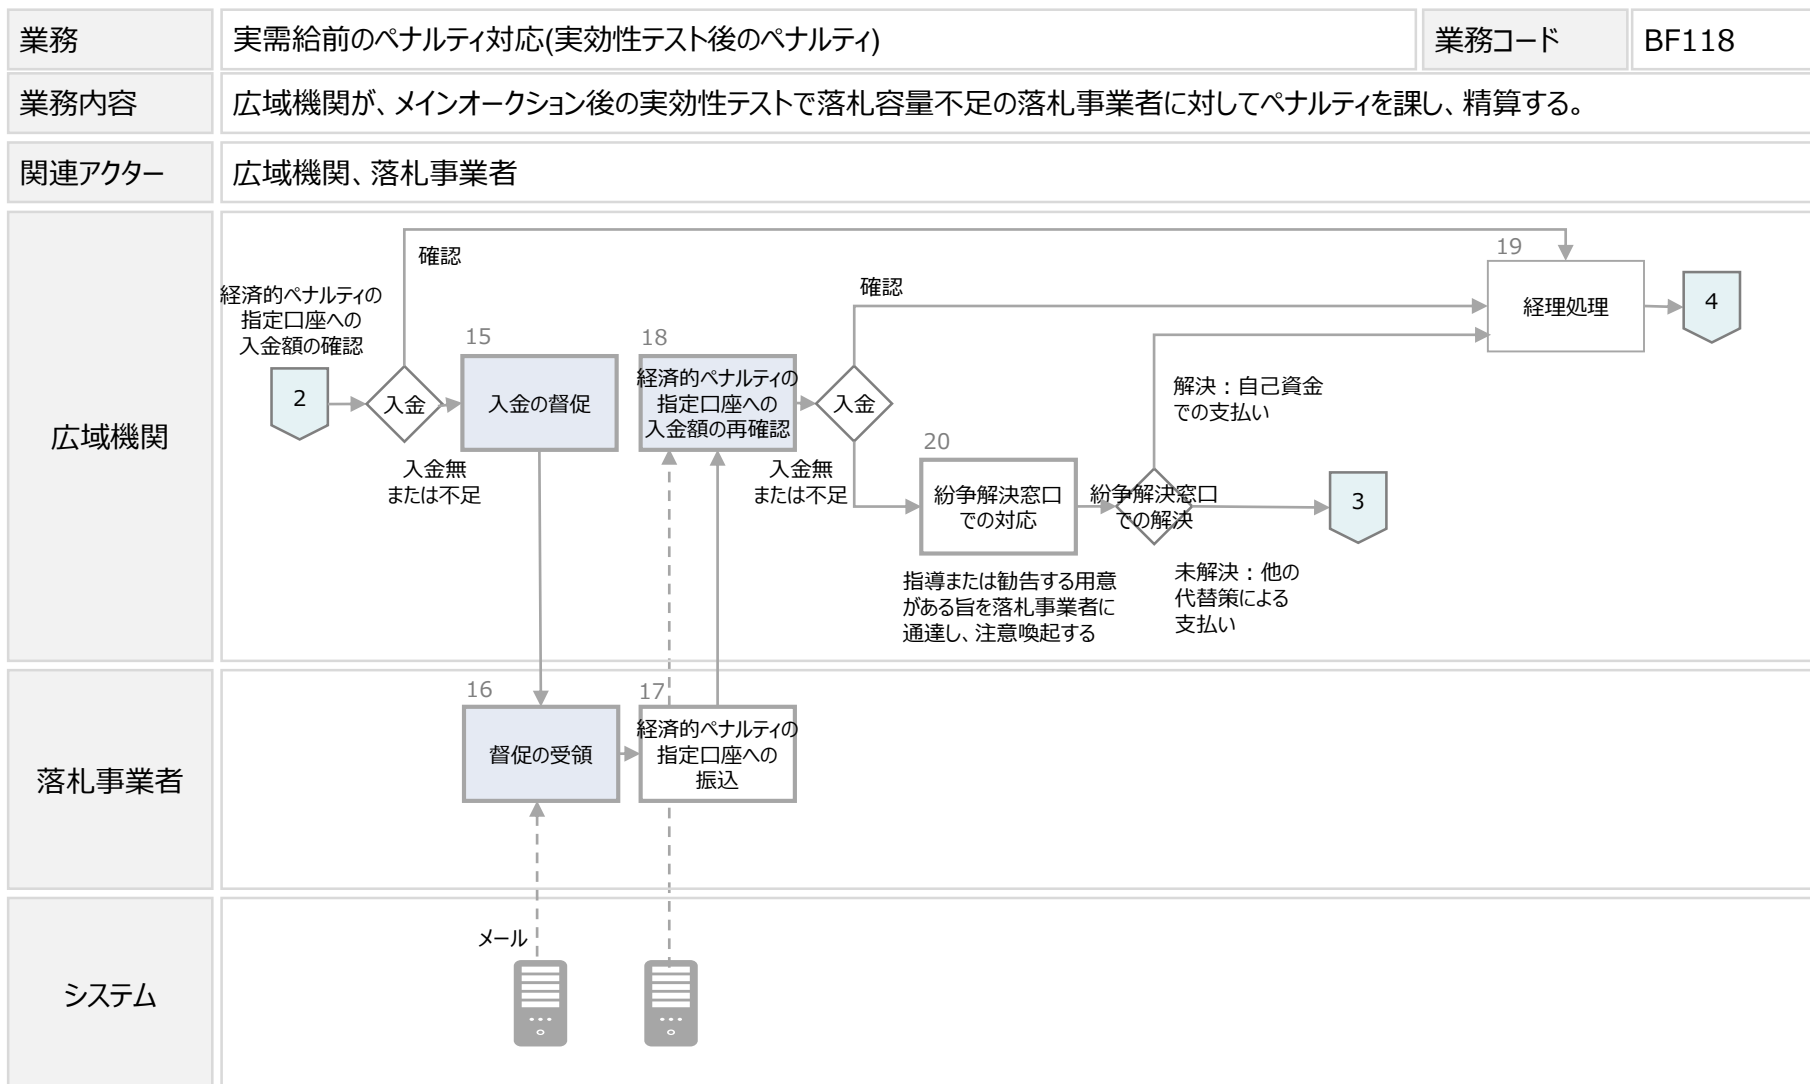 業務
実需給前のペナルティ対応(実効性テスト後のペナルティ)
業務コード
BF118
業務内容
広域機関が、メインオークション後の実効性テストで落札容量不足の落札事業者に対してペナルティを課し、精算する。
関連アクター
広域機関、落札事業者
広域機関
経済的ペナルティの
指定口座への
入金額の確認
2
確認
入金
15
入金の督促
入金無
または不足
18
経済的ペナルティの
指定口座への
入金額の再確認
確認
入金
入金無
または不足
20
紛争解決窓口
での対応
指導または勧告する用意
がある旨を落札事業者に
通達し、注意喚起する
紛争解決窓口
での解決
解決：自己資金
での支払い
未解決：他の
代替策による
支払い
3
19
経理処理
4
落札事業者
16
督促の受領
17
経済的ペナルティの
指定口座への
振込
システム
メール